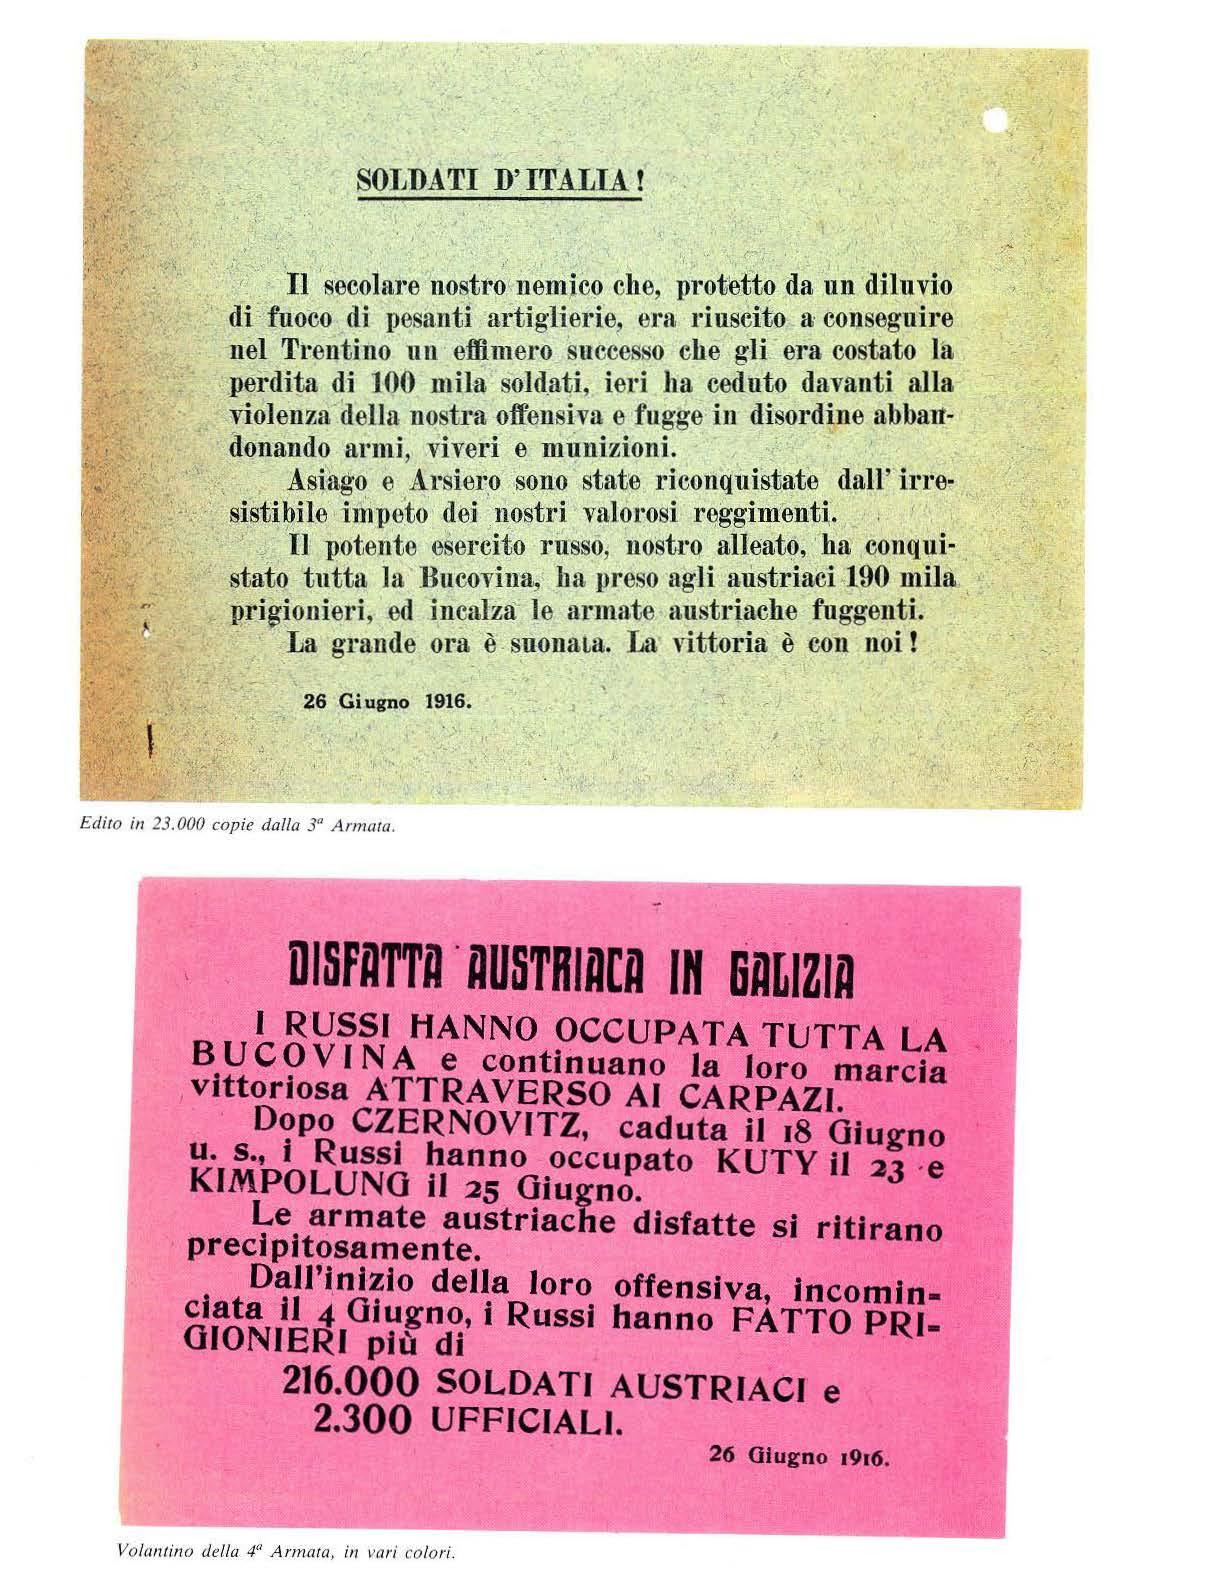 SOLDATI D'ITALIA!
Il secolare nostro nemico che, protetto da un diluvio
di fuoco di pesanti artiglierie, era riuscito a conseguire
nel Trentino un effimero successo che gli era costato la
perdita di 100 mila soldati, ieri ha ceduto davanti alla
violenza della nostra offensiva e fugge in disordine abban-
donando armi, viveri e munizioni.
Asiago e Arsiero sono state riconquistate dall' irre-
sistibile impeto dei nostri valorosi reggimenti.
Il potente esercito russo, nostro alleato, ha conqui-
stato tutta la Bucovina, ha preso agli austriaci 190 mila
prigionieri, ed incalza le armate austriache fuggenti.
La grande ora è suonata. La vittoria è con noi!
26 Giugno 1916.
Edito in 23.000 copie dalla 3ª Armata.
DISFATTA AUSTRIACA IN GALIZIA
I RUSSI HANNO OCCUPATA TUTTA LA
BUCOVINA e continuano la loro marcia
vittoriosa ATTRAVERSO AI CARPAZI.
Dopo CZERNOVITZ, caduta il 18 Giugno
u. s., i Russi hanno occupato KUTY il 23 e
KIMPOLUNG il 25 Giugno.
Le armate austriache disfatte si ritirano
precipitosamente.
Dall'inizio della loro offensiva, incomin=
ciata il 4 Giugno, i Russi hanno FATTO PRI=
GIONIERI più di
216.000 SOLDATI AUSTRIACI e
2.300 UFFICIALI.
26 Giugno 1916.
Volantino della 4ª Armata, in vari colori.